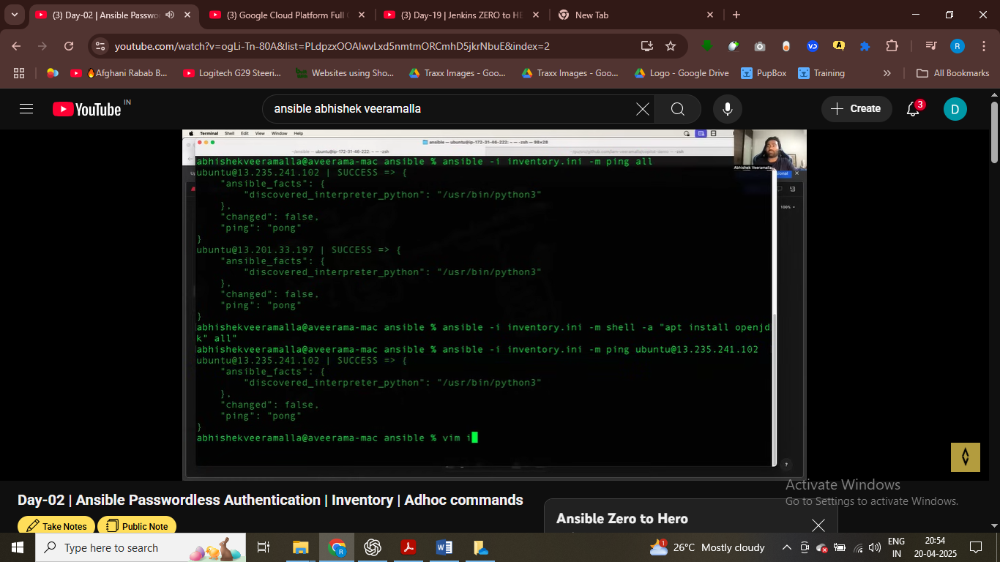 (3) Day-02 | Ansible Passwo
(3) Google Cloud Platform Full
(3) Day-19 | Jenkins ZERO to HE
New Tab
youtube.com/watch?v=ogLi-Tn-80A&list=PLdpzxOOAlwvLxd5nmtmORCmhD5jkrNbuE&index=2
R
Afghani Rabab B...
Logitech G29 Steeri...
Websites using Sho...
Traxx Images - Goo...
Traxx Images - Goo...
Logo - Google Drive
PupBox
Training
All Bookmarks
YouTube IN
ansible abhishek veeramalla
Create
3
D
Terminal Shell Edit View Window Help
ansible — ubuntu@ip-172-31-46-222: ~ — -zsh — 98×28
abhishekveeramalla@aveerama-mac ansible % ansible -i inventory.ini -m ping all
ubuntu@13.235.241.102 | SUCCESS => {
"ansible_facts": {
"discovered_interpreter_python": "/usr/bin/python3"
},
"changed": false,
"ping": "pong"
}
ubuntu@13.201.33.197 | SUCCESS => {
"ansible_facts": {
"discovered_interpreter_python": "/usr/bin/python3"
},
"changed": false,
"ping": "pong"
}
abhishekveeramalla@aveerama-mac ansible % ansible -i inventory.ini -m shell -a "apt install openjd
k" all"
abhishekveeramalla@aveerama-mac ansible % ansible -i inventory.ini -m ping ubuntu@13.235.241.102
ubuntu@13.235.241.102 | SUCCESS => {
"ansible_facts": {
"discovered_interpreter_python": "/usr/bin/python3"
},
"changed": false,
"ping": "pong"
}
abhishekveeramalla@aveerama-mac ansible % vim i
Abhishek Veeramalla
100%
Day-02 | Ansible Passwordless Authentication | Inventory | Adhoc commands
Take Notes
Public Note
Ansible Zero to Hero
Activate Windows
Go to Settings to activate Windows.
Type here to search
26°C Mostly cloudy
ENG
IN
20:54
20-04-2025